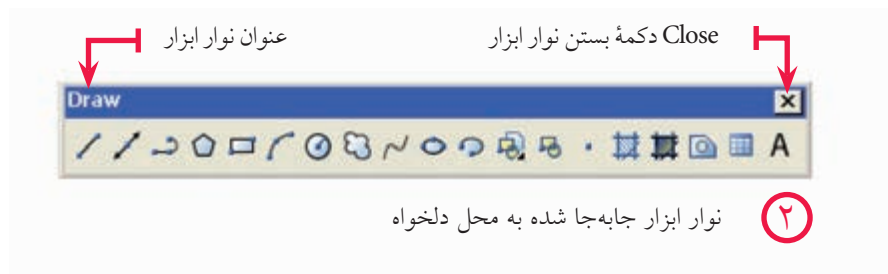 دکمهٔ بستن نوار ابزار Close
عنوان نوار ابزار
Draw
A
۲ نوار ابزار جابه‌جا شده به محل دلخواه